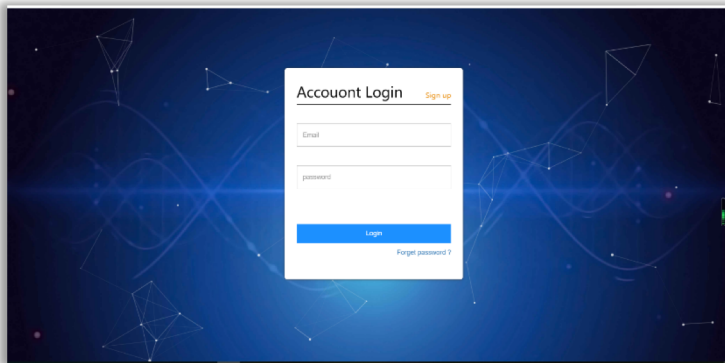 Accouont Login
Sign up
Email
password
Login
Forget password ?